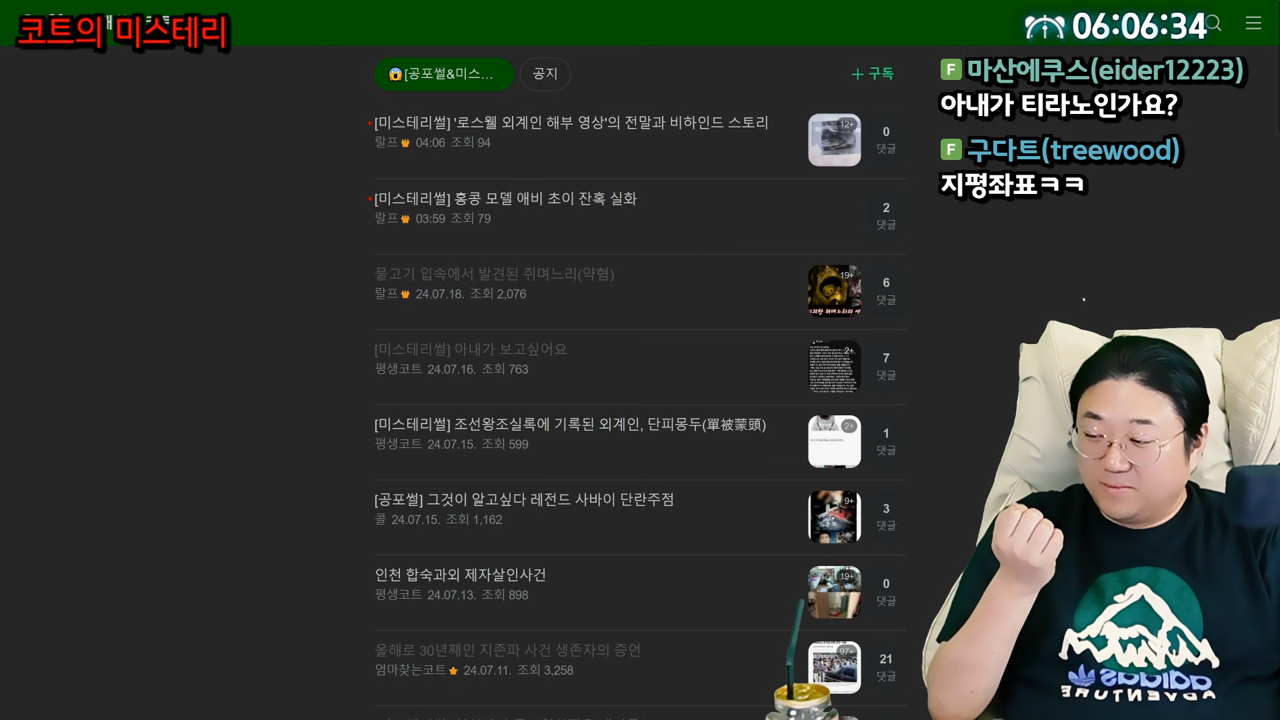 코트의 미스테리
06:06:34
😱[공포썰&미스...
공지
+ 구독
[미스테리썰] '로스웰 외계인 해부 영상'의 전말과 비하인드 스토리
랄프 04:06 조회 94
12+
0
댓글
[미스테리썰] 홍콩 모델 애비 초이 잔혹 실화
랄프 03:59 조회 79
2
댓글
물고기 입속에서 발견된 쥐며느리(약혐)
랄프 24.07.18. 조회 2,076
19+
6
댓글
[미스테리썰] 아내가 보고싶어요
평생코트 24.07.16. 조회 763
2+
7
댓글
[미스테리썰] 조선왕조실록에 기록된 외계인, 단피몽두(單被蒙頭)
평생코트 24.07.15. 조회 599
2+
1
댓글
[공포썰] 그것이 알고싶다 레전드 사바이 단란주점
콜 24.07.15. 조회 1,162
9+
3
댓글
인천 합숙과외 제자살인사건
평생코트 24.07.13. 조회 898
19+
0
댓글
올해로 30년째인 지존파 사건 생존자의 증언
엄마찾는코트 24.07.11. 조회 3,258
97+
21
댓글
F 마산에쿠스(eider12223)
아내가 티라노인가요?
F 구다트(treewood)
지평좌표ㅋㅋ
adidas
ADVENTURE